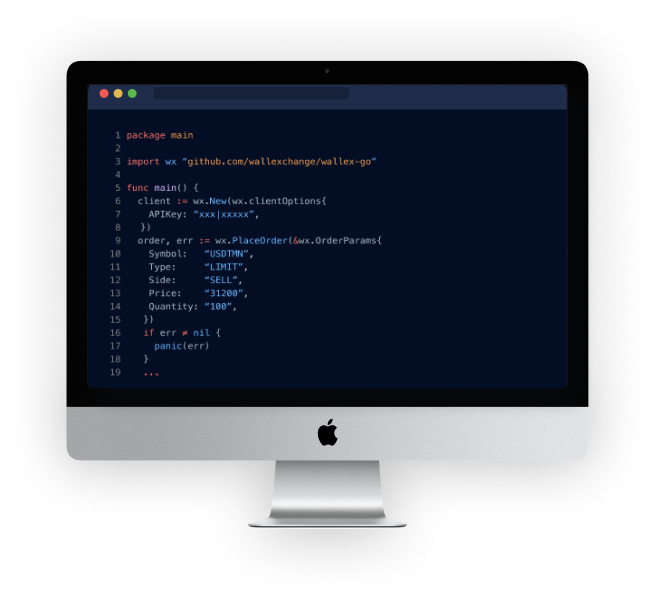 1 package main
2
3 import wx “github.com/wallexchange/wallex-go”
4
5 func main() {
6 client := wx.New(wx.clientOptions{
7 APIKey: “xxx|xxxxx”,
8 })
9 order, err := wx.PlaceOrder(&wx.OrderParams{
10 Symbol: “USDTMN”,
11 Type: “LIMIT”,
12 Side: “SELL”,
13 Price: “31200”,
14 Quantity: “100”,
15 })
16 if err ≠ nil {
17 panic(err)
18 }
19 ...